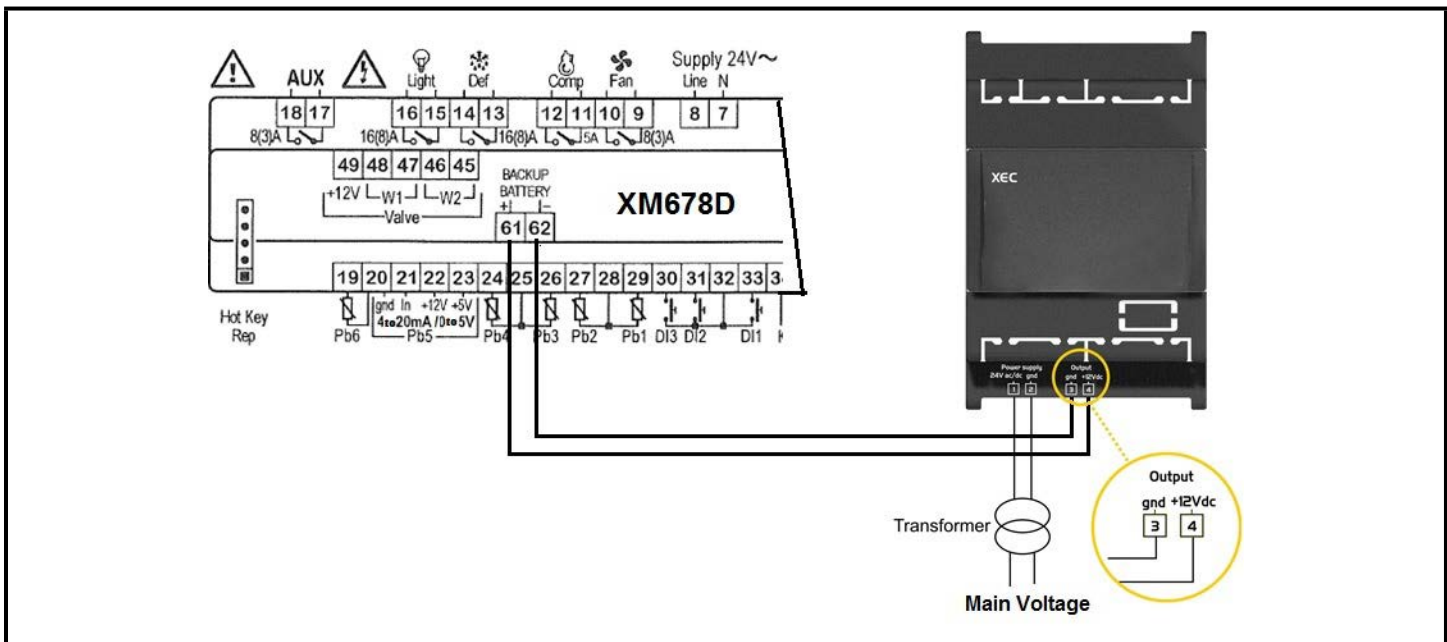 AUX
Light
Def
Comp
Fan
Supply 24V~
Line N
18 17
16 15 14 13
12 11 10 9
8 7
8(3)A
16(8)A
16(8)A
5A
8(3)A
49 48 47 46 45
+12V
W1
W2
Valve
BACKUP
BATTERY
+ -
61 62
XM678D
19 20 21 22 23 24 25 26 27 28 29 30 31 32 33
gnd In +12V +5V
4to20mA /0to5V
Hot Key
Rep
Pb6
Pb5
Pb4
Pb3
Pb2
Pb1
DI3
DI2
DI1
XEC
Power supply
24V ac/dc gnd
1 2
Output
gnd +12Vdc
3 4
Output
gnd +12Vdc
3 4
Transformer
Main Voltage